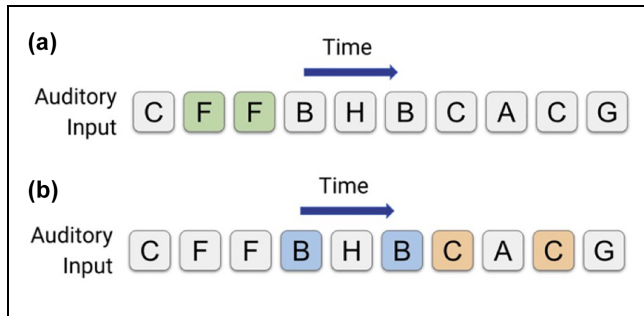 (a)
Time
Auditory
Input
C F F B H B C A C G
(b)
Time
Auditory
Input
C F F B H B C A C G